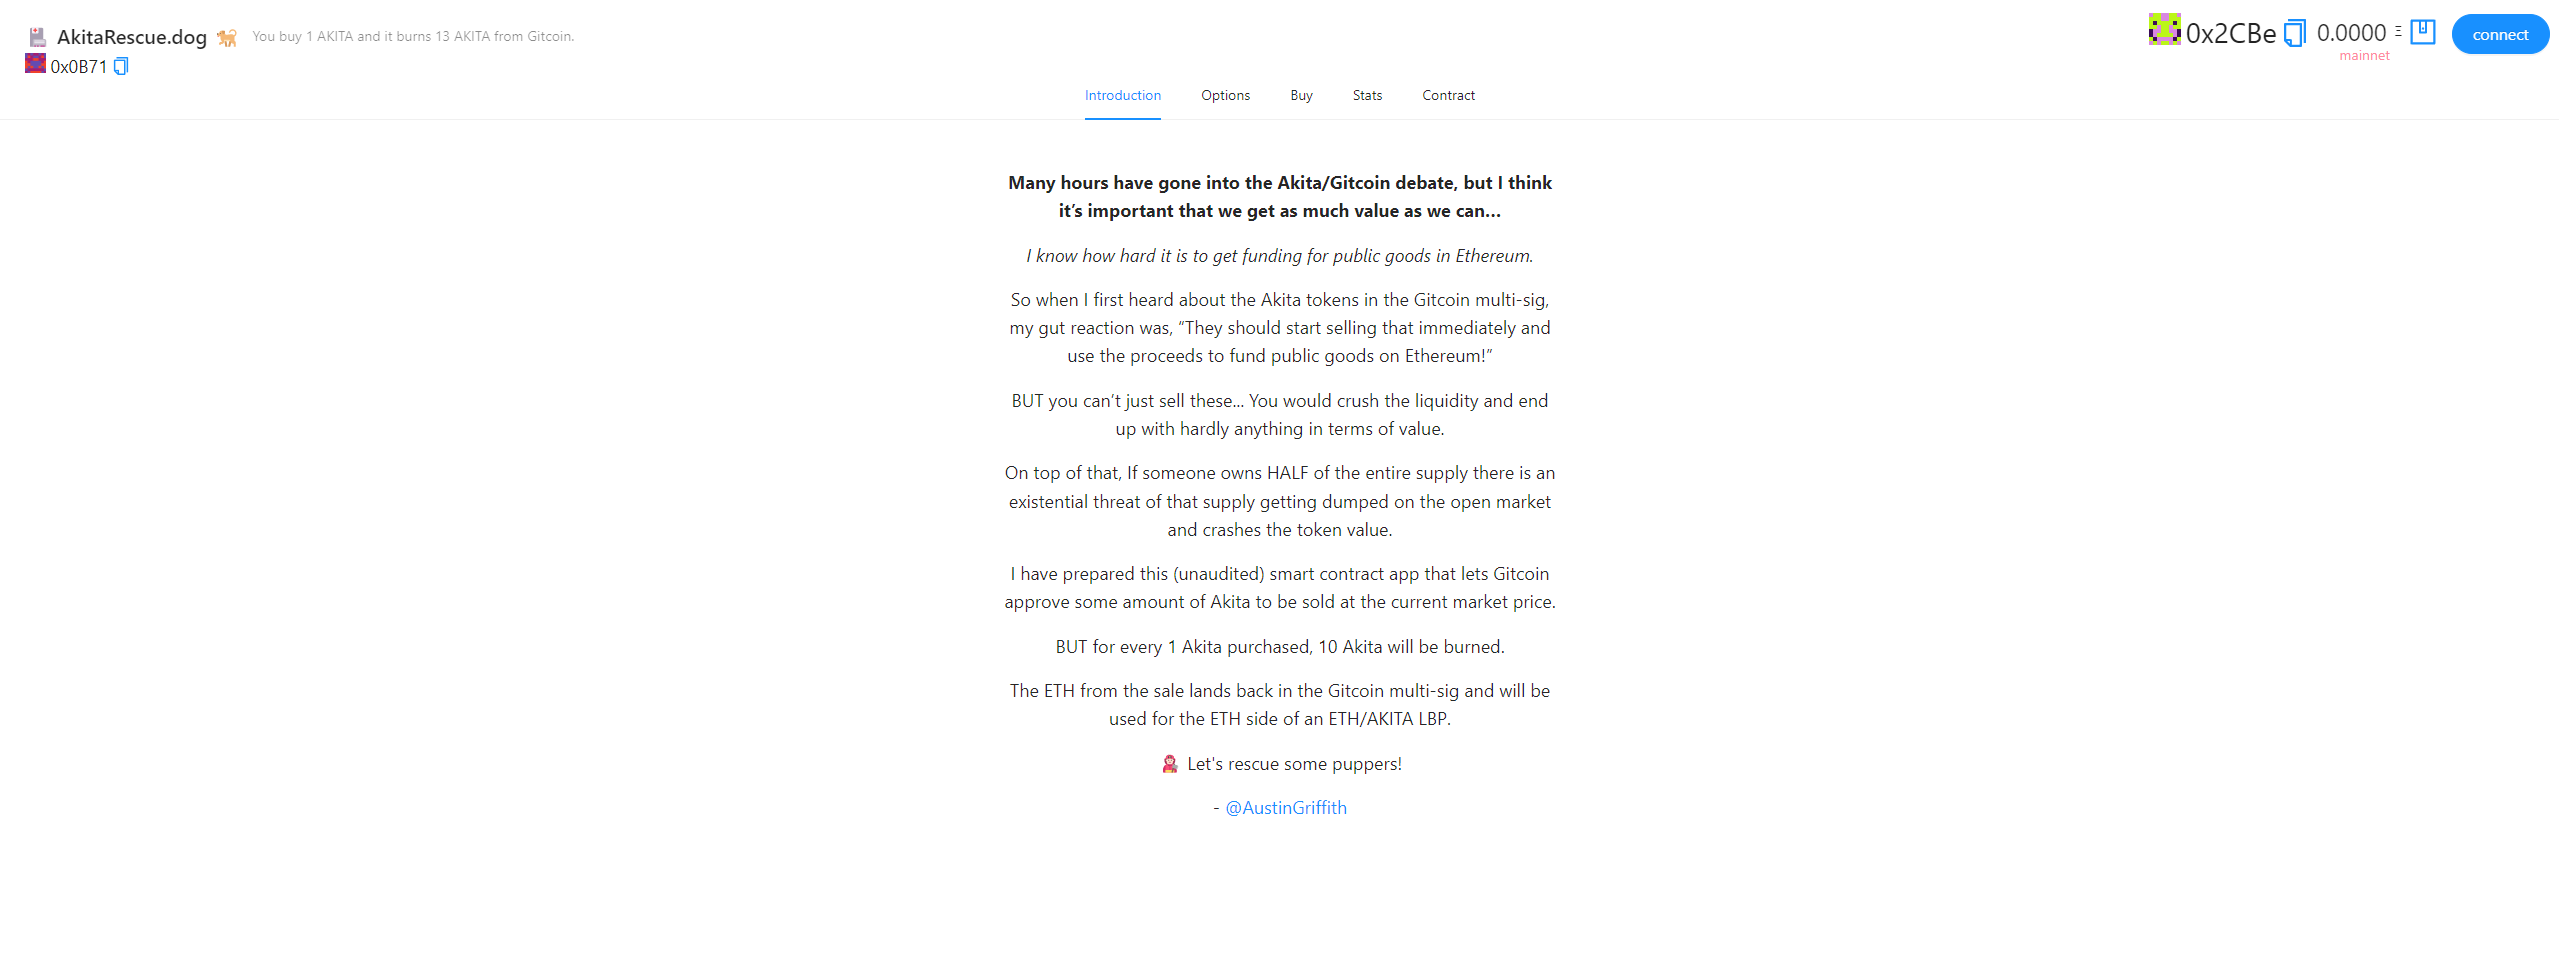 AkitaRescue.dog You buy 1 AKITA and it burns 13 AKITA from Gitcoin.
0x0B71
0x2CBe 0.0000 Ξ connect
mainnet
Introduction Options Buy Stats Contract
Many hours have gone into the Akita/Gitcoin debate, but I think
it’s important that we get as much value as we can…
I know how hard it is to get funding for public goods in Ethereum.
So when I first heard about the Akita tokens in the Gitcoin multi-sig,
my gut reaction was, “They should start selling that immediately and
use the proceeds to fund public goods on Ethereum!”
BUT you can’t just sell these… You would crush the liquidity and end
up with hardly anything in terms of value.
On top of that, If someone owns HALF of the entire supply there is an
existential threat of that supply getting dumped on the open market
and crashes the token value.
I have prepared this (unaudited) smart contract app that lets Gitcoin
approve some amount of Akita to be sold at the current market price.
BUT for every 1 Akita purchased, 10 Akita will be burned.
The ETH from the sale lands back in the Gitcoin multi-sig and will be
used for the ETH side of an ETH/AKITA LBP.
Let's rescue some puppers!
- @AustinGriffith